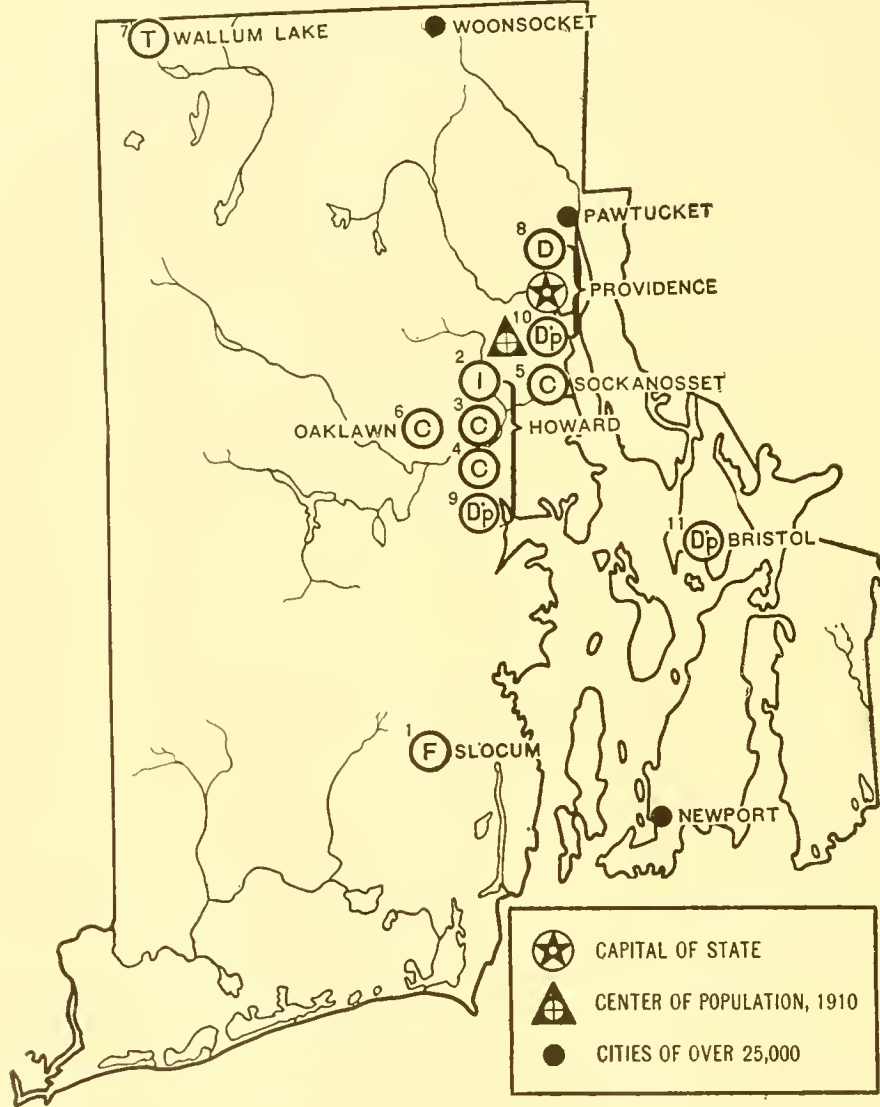 7 T WALLUM LAKE
WOONSOCKET
PAWTUCKET
8 D
PROVIDENCE
10 D'p
2 I
5 C SOCKANOSSET
OAKLAWN 6 C
3 C
HOWARD
4 C
9 D'p
11 D'p BRISTOL
1 F SLOCUM
NEWPORT
CAPITAL OF STATE
CENTER OF POPULATION, 1910
CITIES OF OVER 25,000